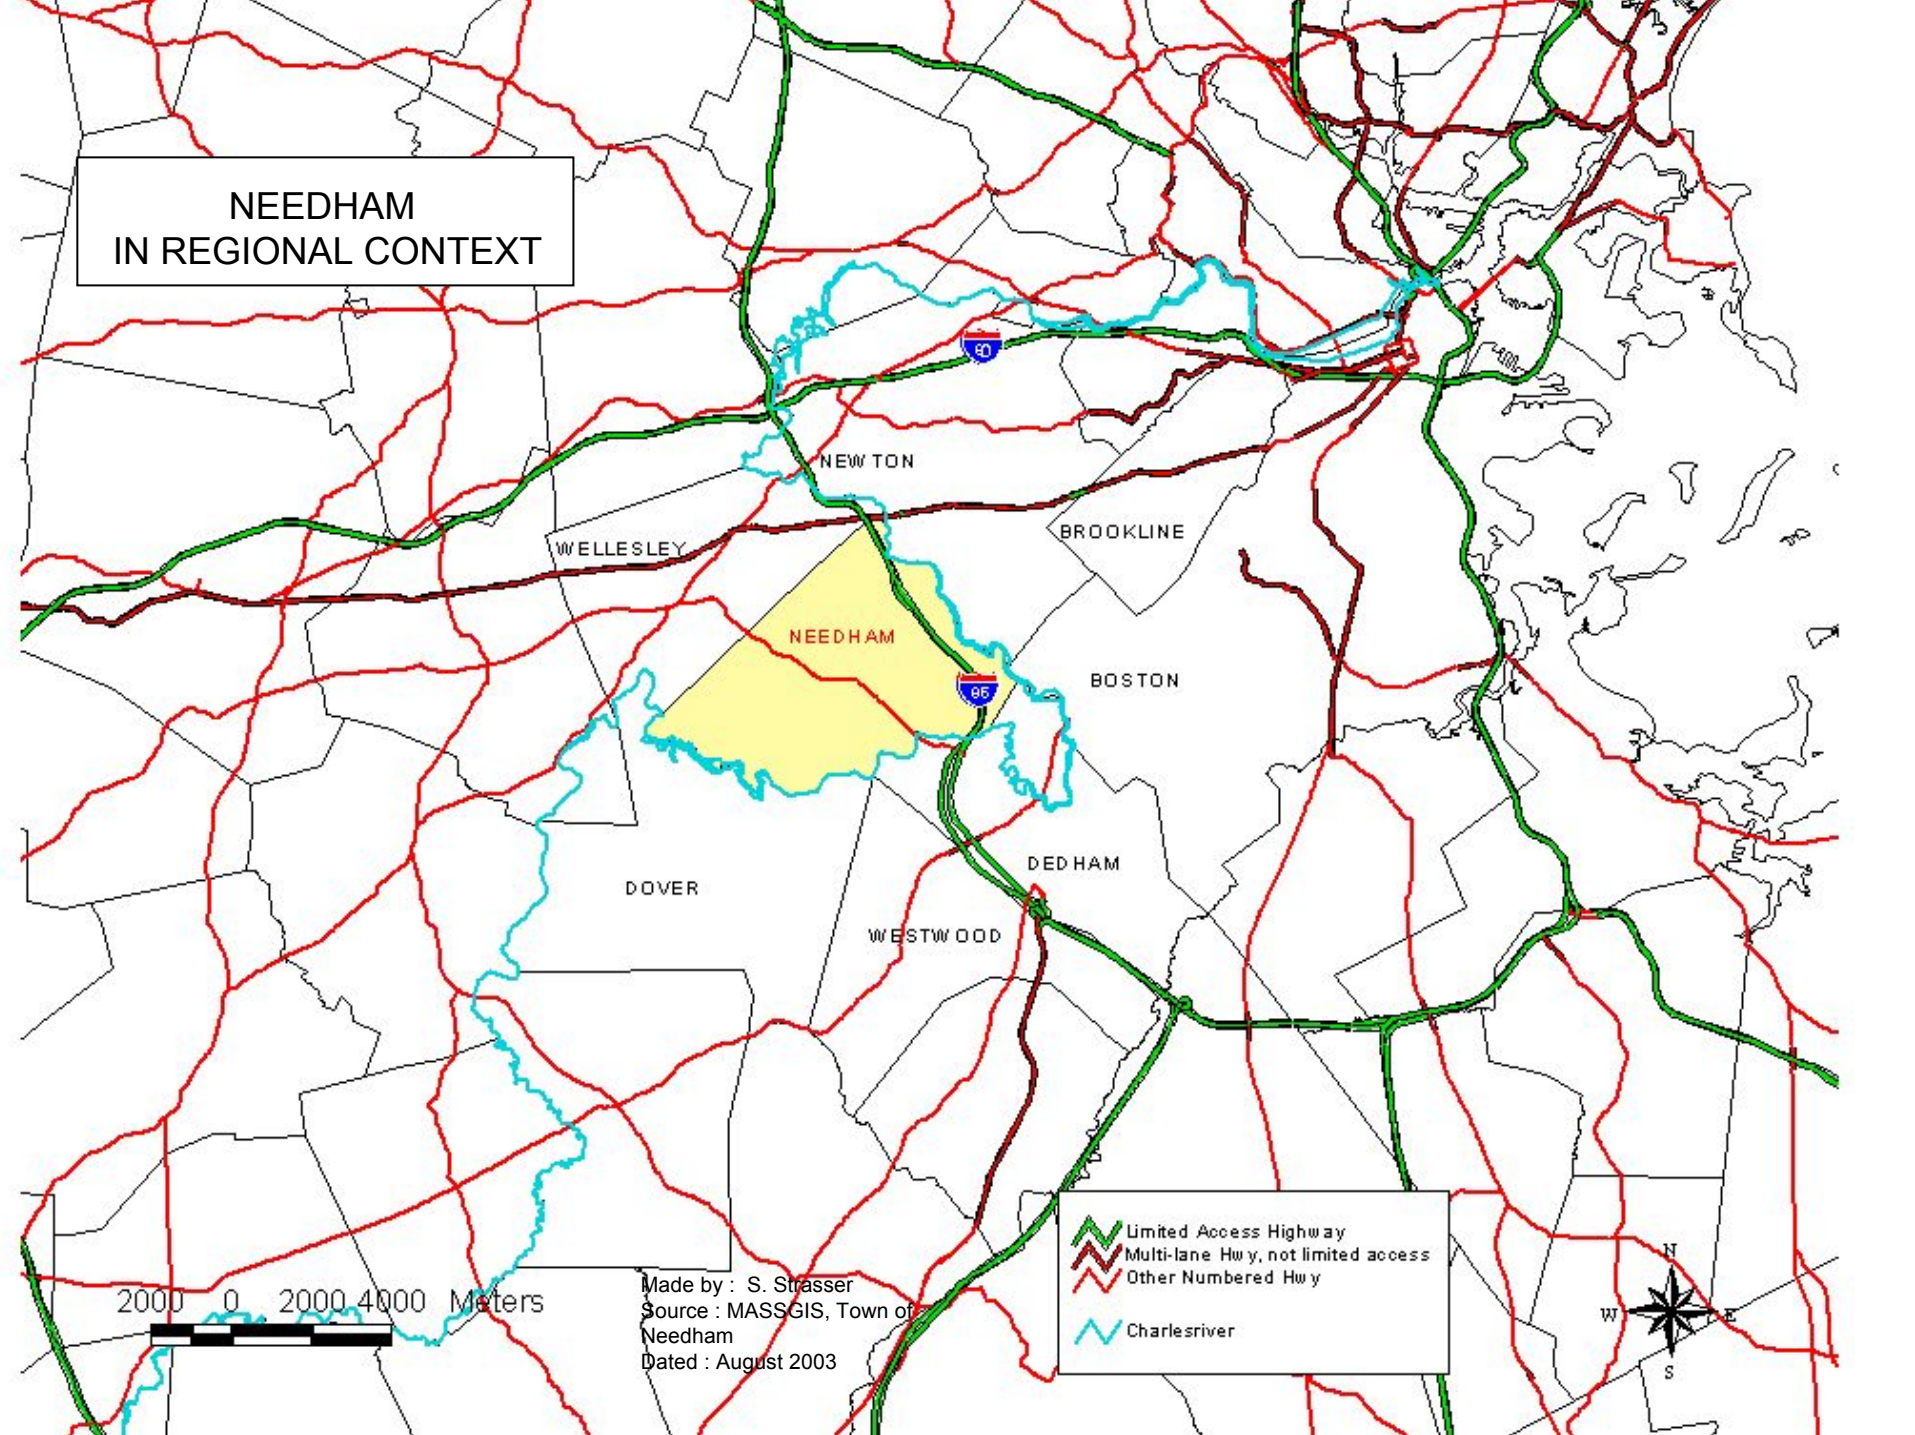 NEEDHAM
IN REGIONAL CONTEXT
90
NEWTON
BROOKLINE
WELLESLEY
NEEDHAM
95
BOSTON
DEDHAM
DOVER
WESTWOOD
Limited Access Highway
Multi-lane Hwy, not limited access
Other Numbered Hwy
Charlesriver
N
W E
S
2000 0 2000 4000 Meters
Made by : S. Strasser
Source : MASSGIS, Town of
Needham
Dated : August 2003